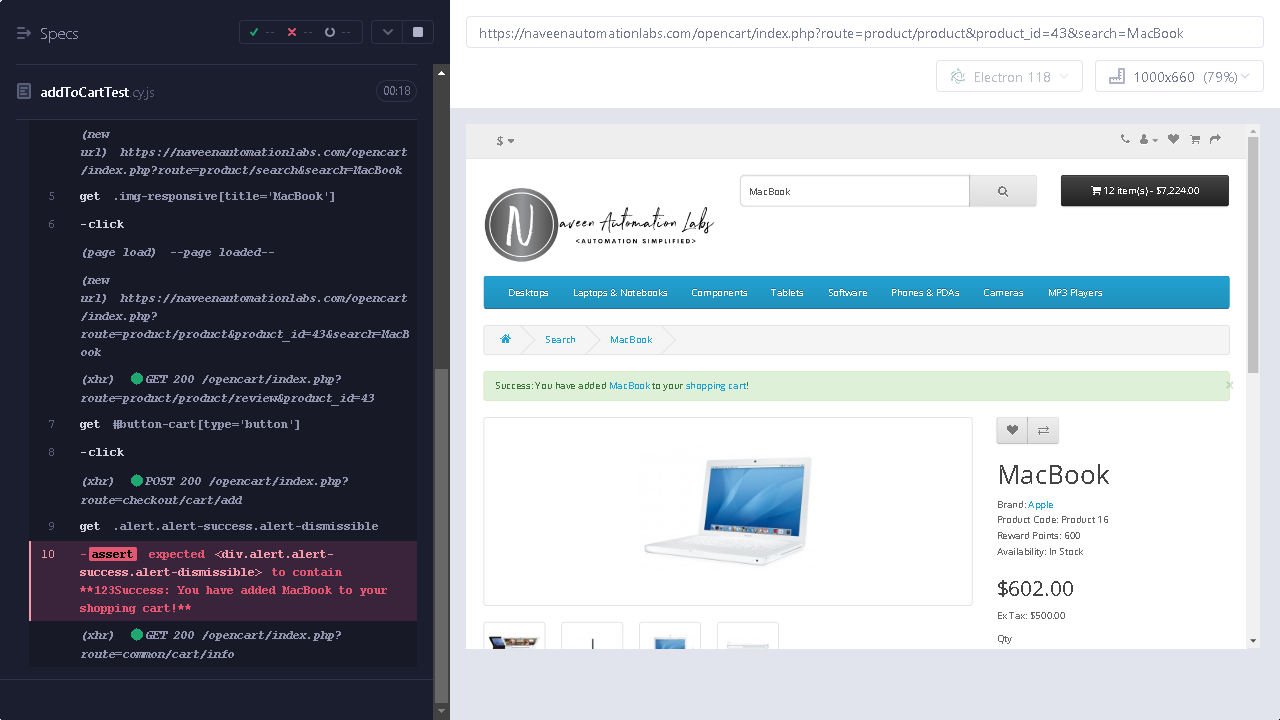 Specs
-- -- --
addToCartTest.cy.js
00:18
(new
url) https://naveenautomationlabs.com/opencart
/index.php?route=product/search&search=MacBook
5 get .img-responsive[title='MacBook']
6 -click
(page load) --page loaded--
(new
url) https://naveenautomationlabs.com/opencart
/index.php?
route=product/product&product_id=43&search=MacB
ook
(xhr) GET 200 /opencart/index.php?
route=product/product/review&product_id=43
7 get #button-cart[type='button']
8 -click
(xhr) POST 200 /opencart/index.php?
route=checkout/cart/add
9 get .alert.alert-success.alert-dismissible
10 -assert expected <div.alert.alert-
success.alert-dismissible> to contain
**123Success: You have added MacBook to your
shopping cart!**
(xhr) GET 200 /opencart/index.php?
route=common/cart/info
https://naveenautomationlabs.com/opencart/index.php?route=product/product&product_id=43&search=MacBook
Electron 118
1000x660 (79%)
$
N
aveen Automation Labs
<AUTOMATION SIMPLIFIED>
MacBook
12 item(s) - $7,224.00
Desktops Laptops & Notebooks Components Tablets Software Phones & PDAs Cameras MP3 Players
Search MacBook
Success: You have added MacBook to your shopping cart!
×
MacBook
Brand: Apple
Product Code: Product 16
Reward Points: 600
Availability: In Stock
$602.00
Ex Tax: $500.00
Qty